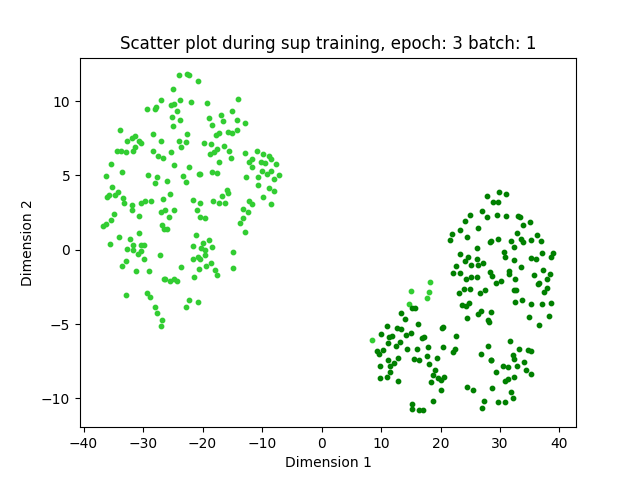 Scatter plot during sup training, epoch: 3 batch: 1
10
5
0
−5
−10
Dimension 2
−40 −30 −20 −10 0 10 20 30 40
Dimension 1